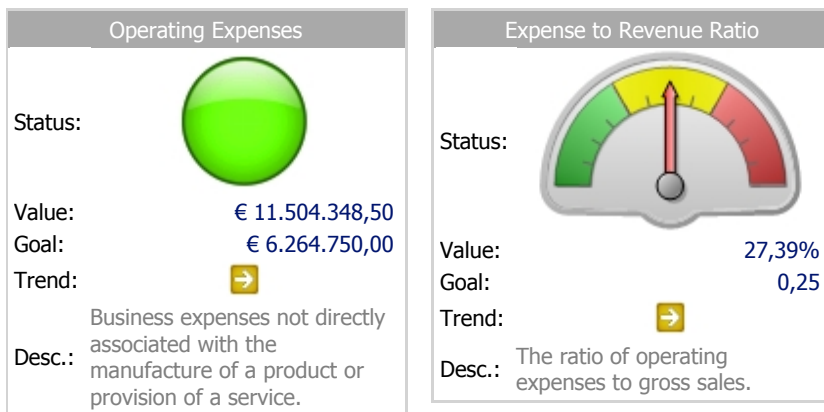 Operating Expenses
Status:
Value: € 11.504.348,50
Goal: € 6.264.750,00
Trend:
Desc.: Business expenses not directly
associated with the
manufacture of a product or
provision of a service.
Expense to Revenue Ratio
Status:
Value: 27,39%
Goal: 0,25
Trend:
Desc.: The ratio of operating
expenses to gross sales.